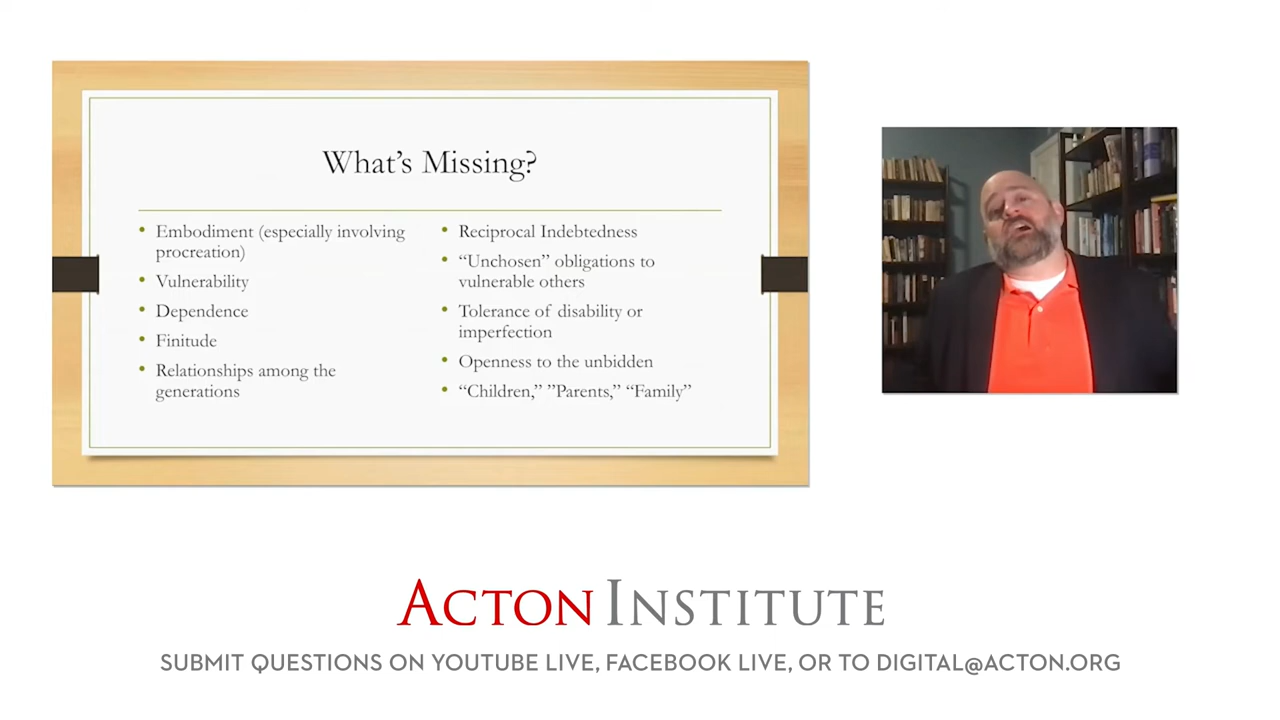 What's Missing?
• Embodiment (especially involving
procreation)
• Vulnerability
• Dependence
• Finitude
• Relationships among the
generations
• Reciprocal Indebtedness
• “Unchosen” obligations to
vulnerable others
• Tolerance of disability or
imperfection
• Openness to the unbidden
• “Children,” ”Parents,” “Family”
ACTON INSTITUTE
SUBMIT QUESTIONS ON YOUTUBE LIVE, FACEBOOK LIVE, OR TO DIGITAL@ACTON.ORG